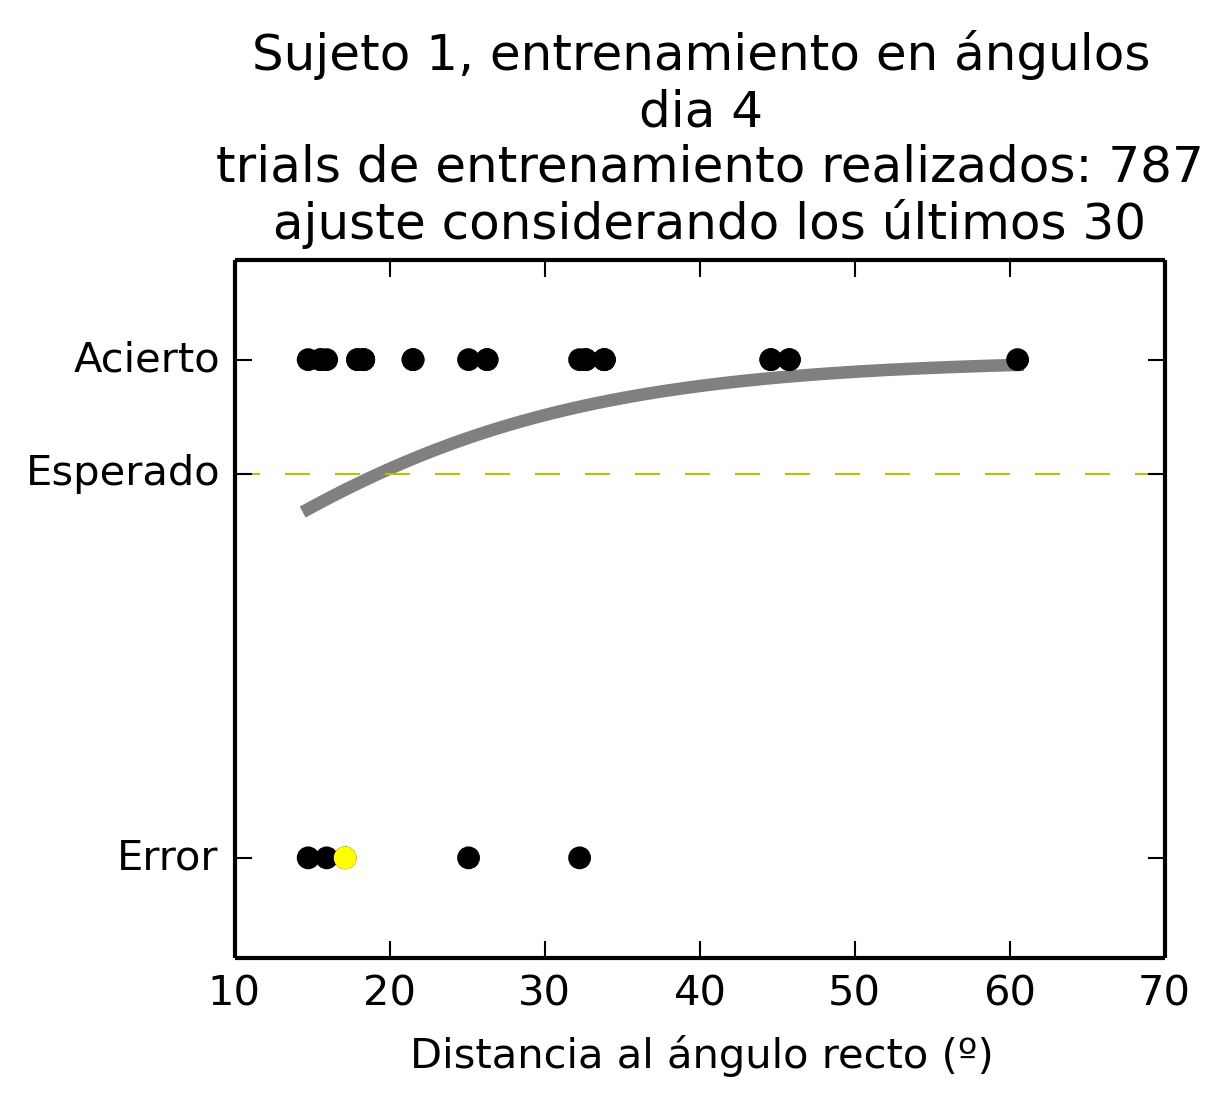 Sujeto 1, entrenamiento en ángulos
dia 4
trials de entrenamiento realizados: 787
ajuste considerando los últimos 30
Acierto
Esperado
Error
10 20 30 40 50 60 70
Distancia al ángulo recto (º)